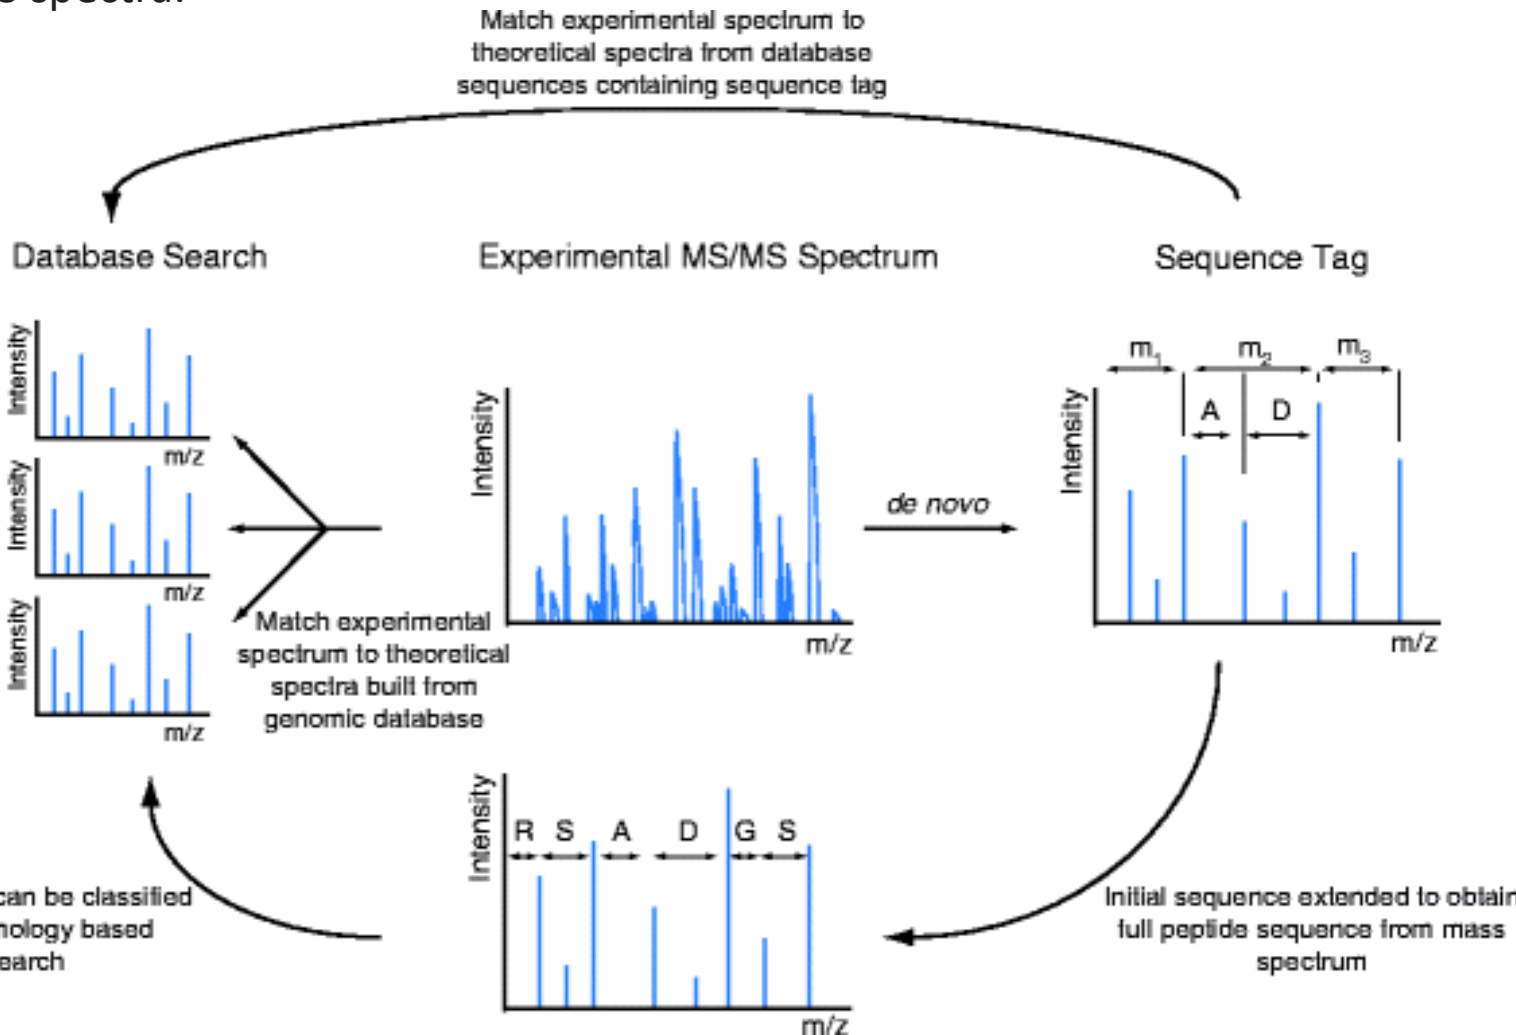 spectra.
Match experimental spectrum to
theoretical spectra from database
sequences containing sequence tag
Database Search
Experimental MS/MS Spectrum
Sequence Tag
Intensity
m/z
Intensity
m/z
Intensity
m/z
Match experimental
spectrum to theoretical
spectra built from
genomic database
Intensity
m/z
de novo
m1
m2
m3
A
D
Intensity
m/z
Intensity
R S A D G S
m/z
can be classified
nology based
earch
Initial sequence extended to obtain
full peptide sequence from mass
spectrum